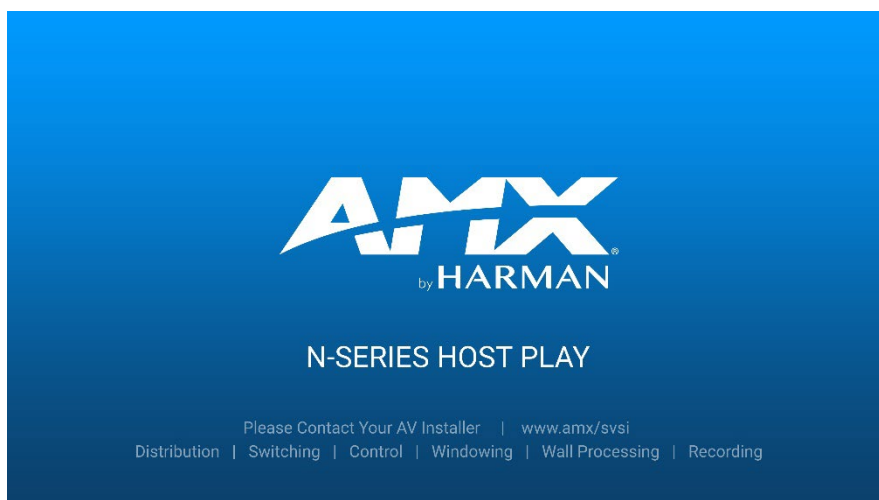 AMX®
by HARMAN
N-SERIES HOST PLAY
Please Contact Your AV Installer | www.amx/svsi
Distribution | Switching | Control | Windowing | Wall Processing | Recording